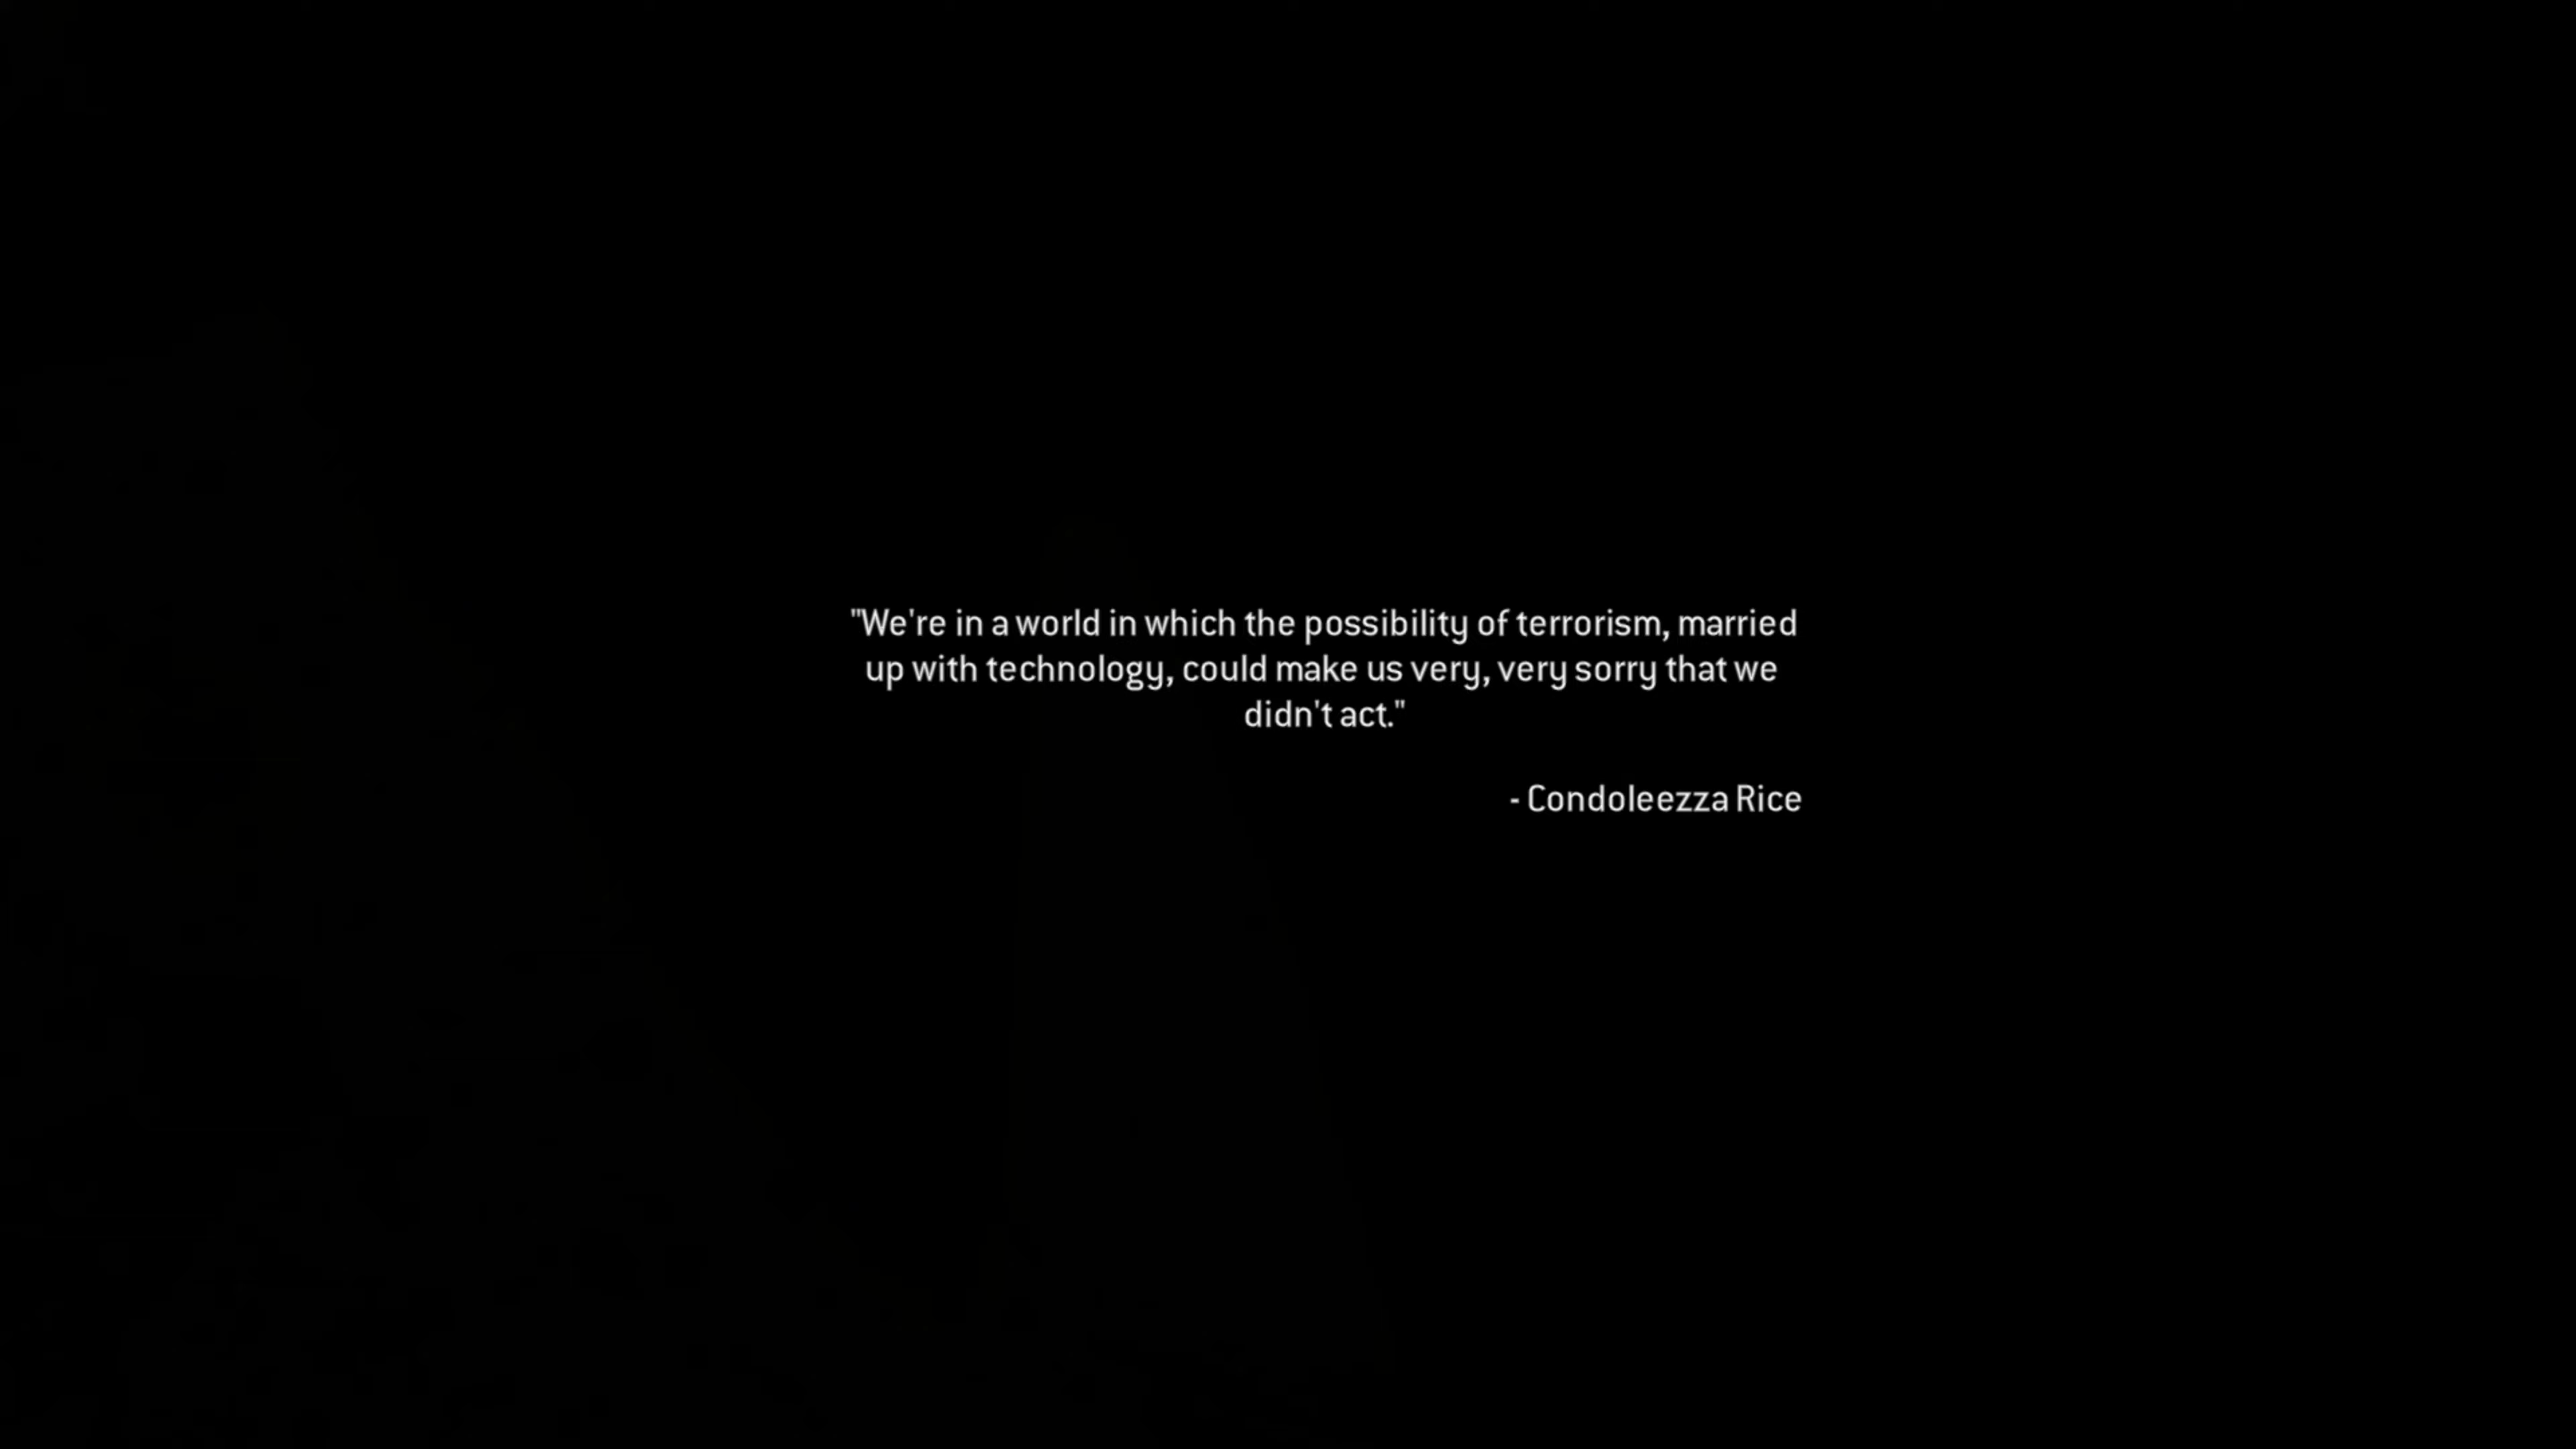 "We're in a world in which the possibility of terrorism, married
up with technology, could make us very, very sorry that we
didn't act."
- Condoleezza Rice